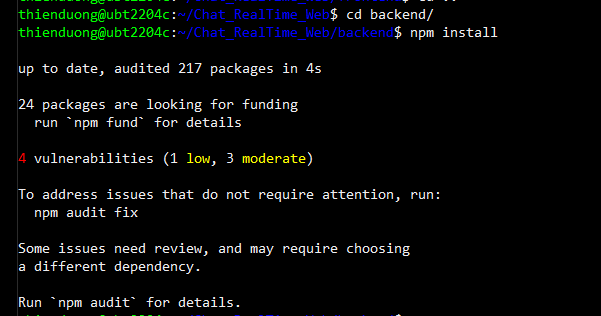 thienduong@ubt2204c:~/Chat_RealTime_Web$ cd backend/
thienduong@ubt2204c:~/Chat_RealTime_Web/backend$ npm install
up to date, audited 217 packages in 4s
24 packages are looking for funding
run `npm fund` for details
4 vulnerabilities (1 low, 3 moderate)
To address issues that do not require attention, run:
npm audit fix
Some issues need review, and may require choosing
a different dependency.
Run `npm audit` for details.